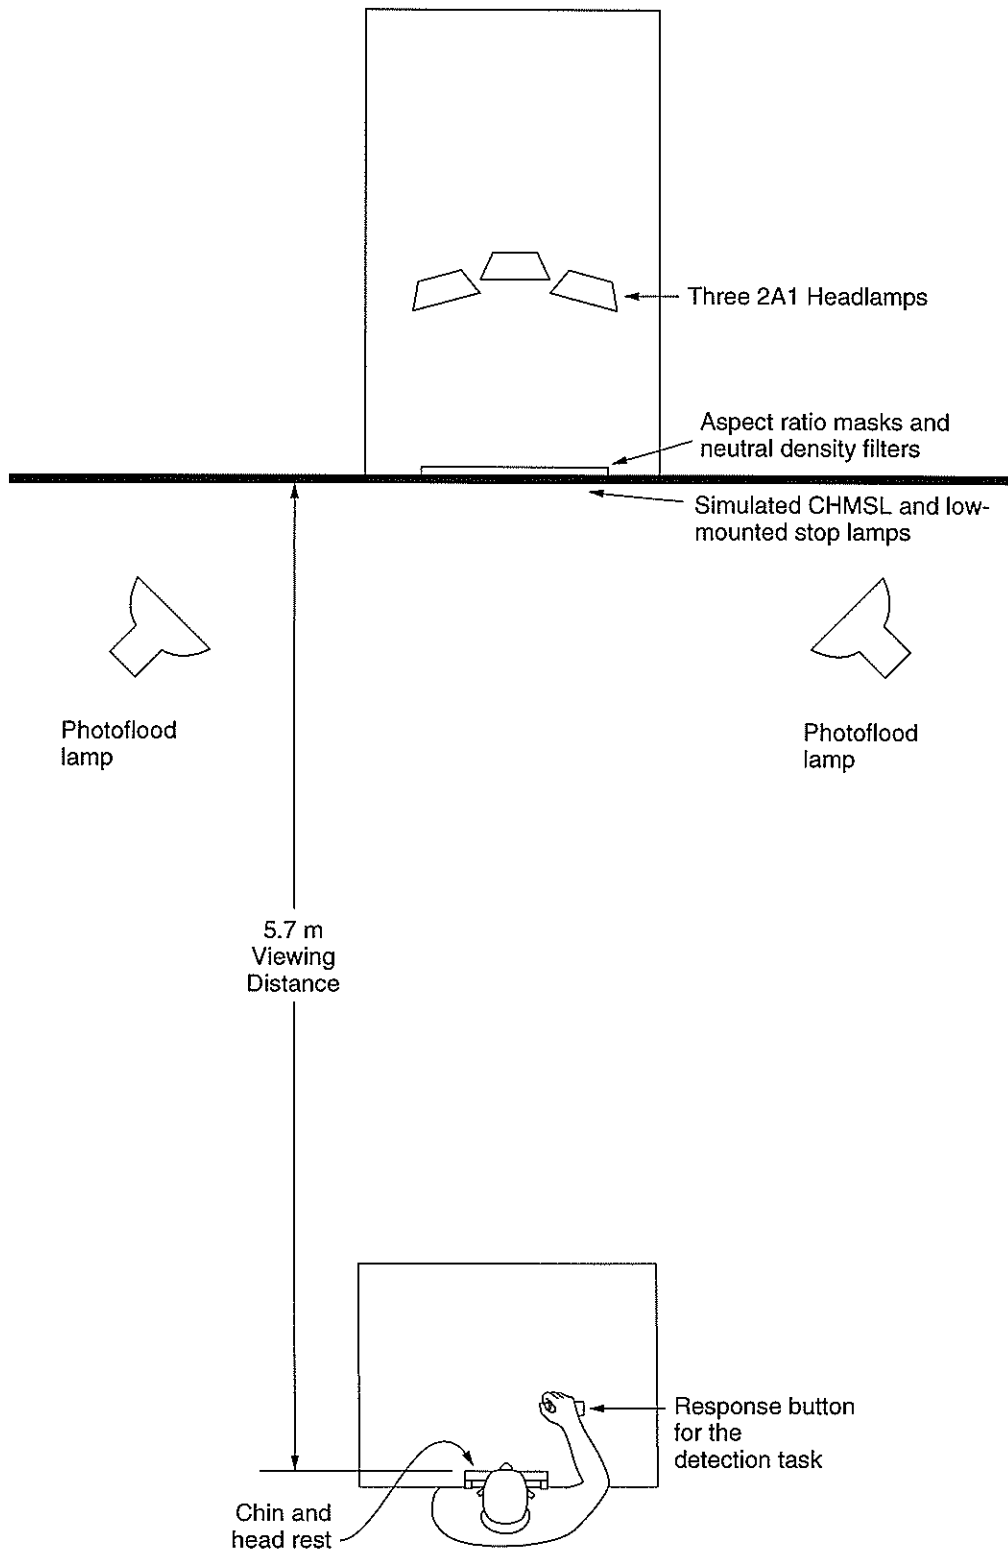 Three 2A1 Headlamps
Aspect ratio masks and
neutral density filters
Simulated CHMSL and low-
mounted stop lamps
Photoflood
lamp
Photoflood
lamp
5.7 m
Viewing
Distance
Response button
for the
detection task
Chin and
head rest